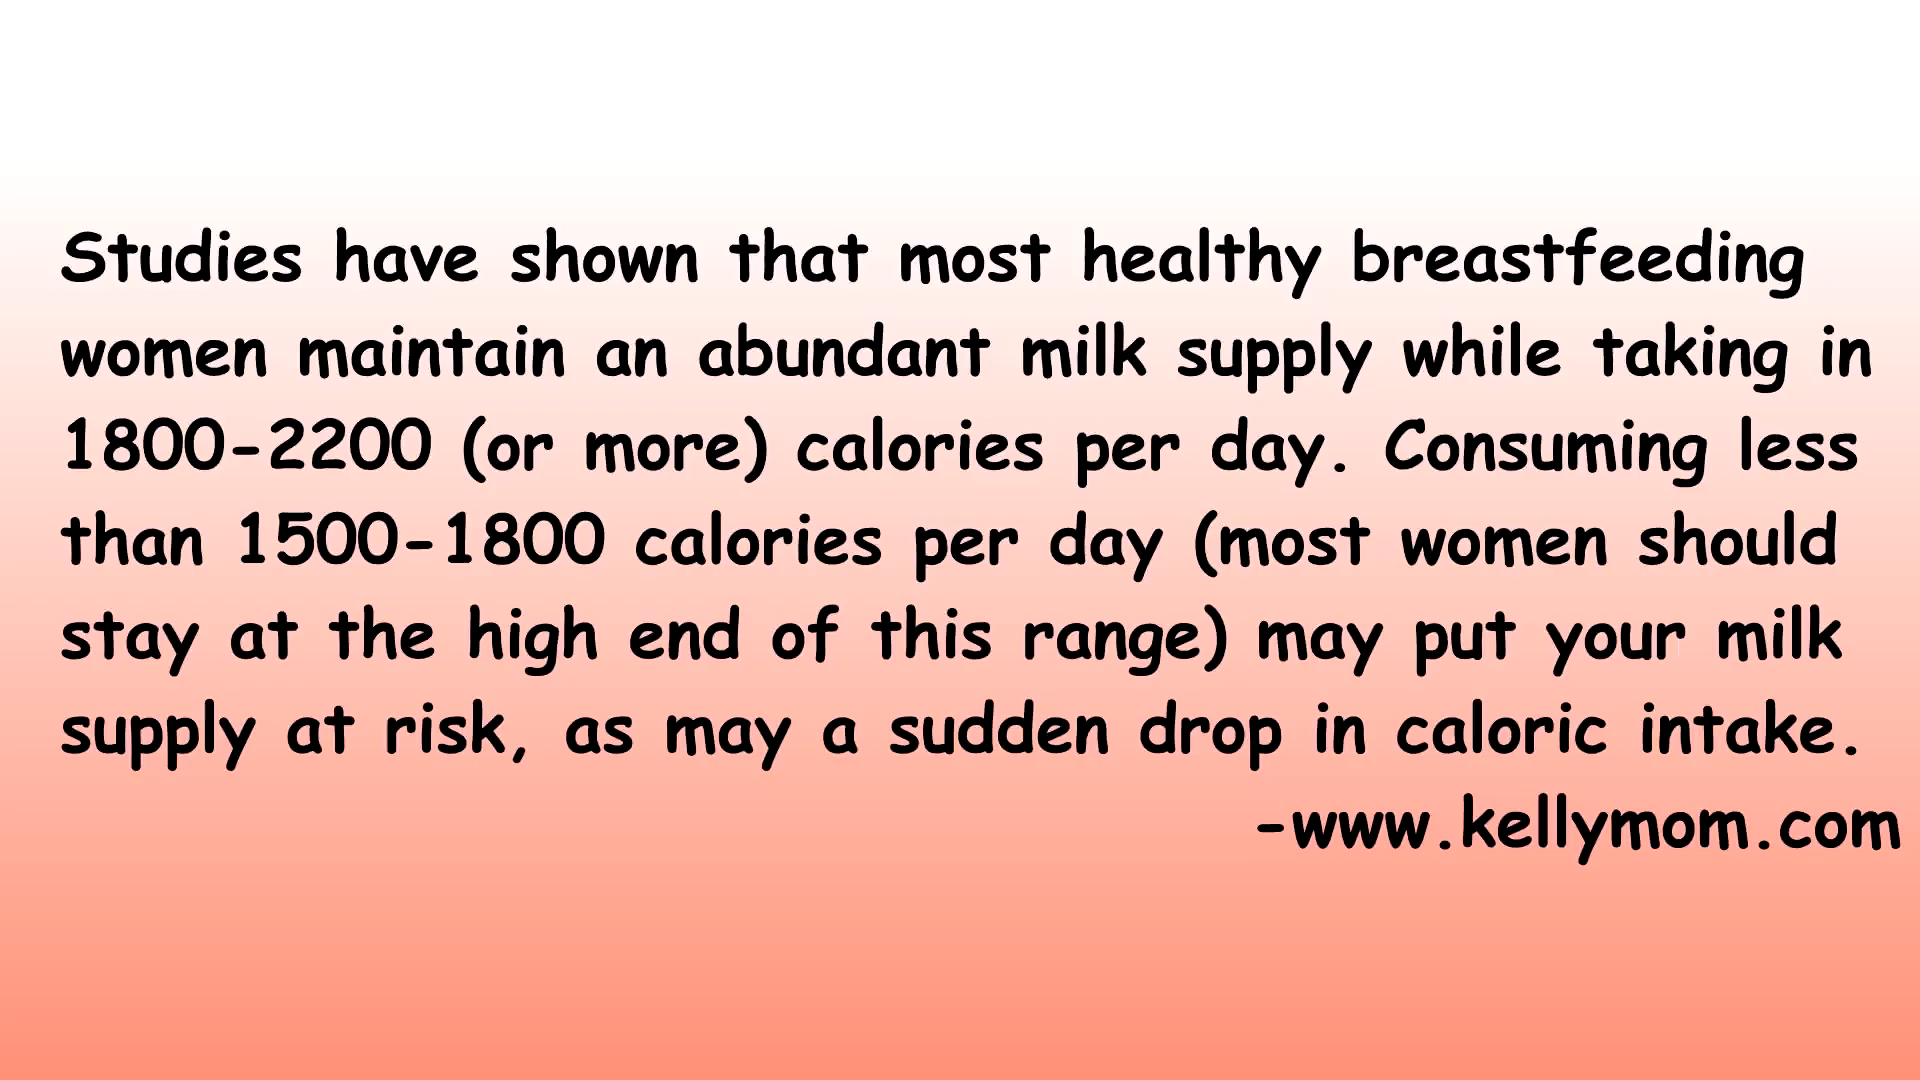 Studies have shown that most healthy breastfeeding
women maintain an abundant milk supply while taking in
1800-2200 (or more) calories per day. Consuming less
than 1500-1800 calories per day (most women should
stay at the high end of this range) may put your milk
supply at risk, as may a sudden drop in caloric intake.
-www.kellymom.com